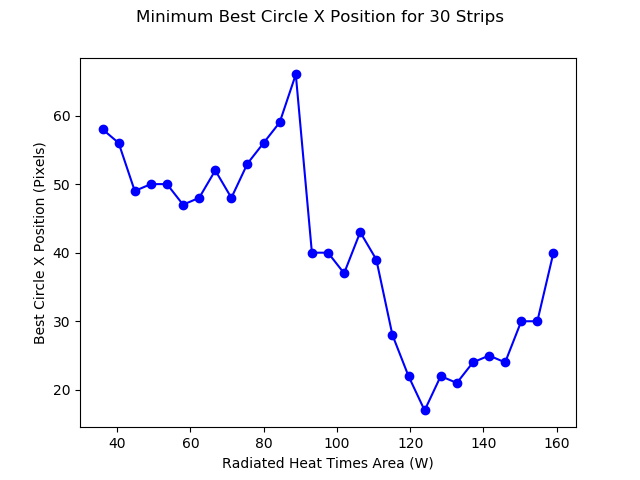 Minimum Best Circle X Position for 30 Strips
60
50
40
30
20
Best Circle X Position (Pixels)
40 60 80 100 120 140 160
Radiated Heat Times Area (W)